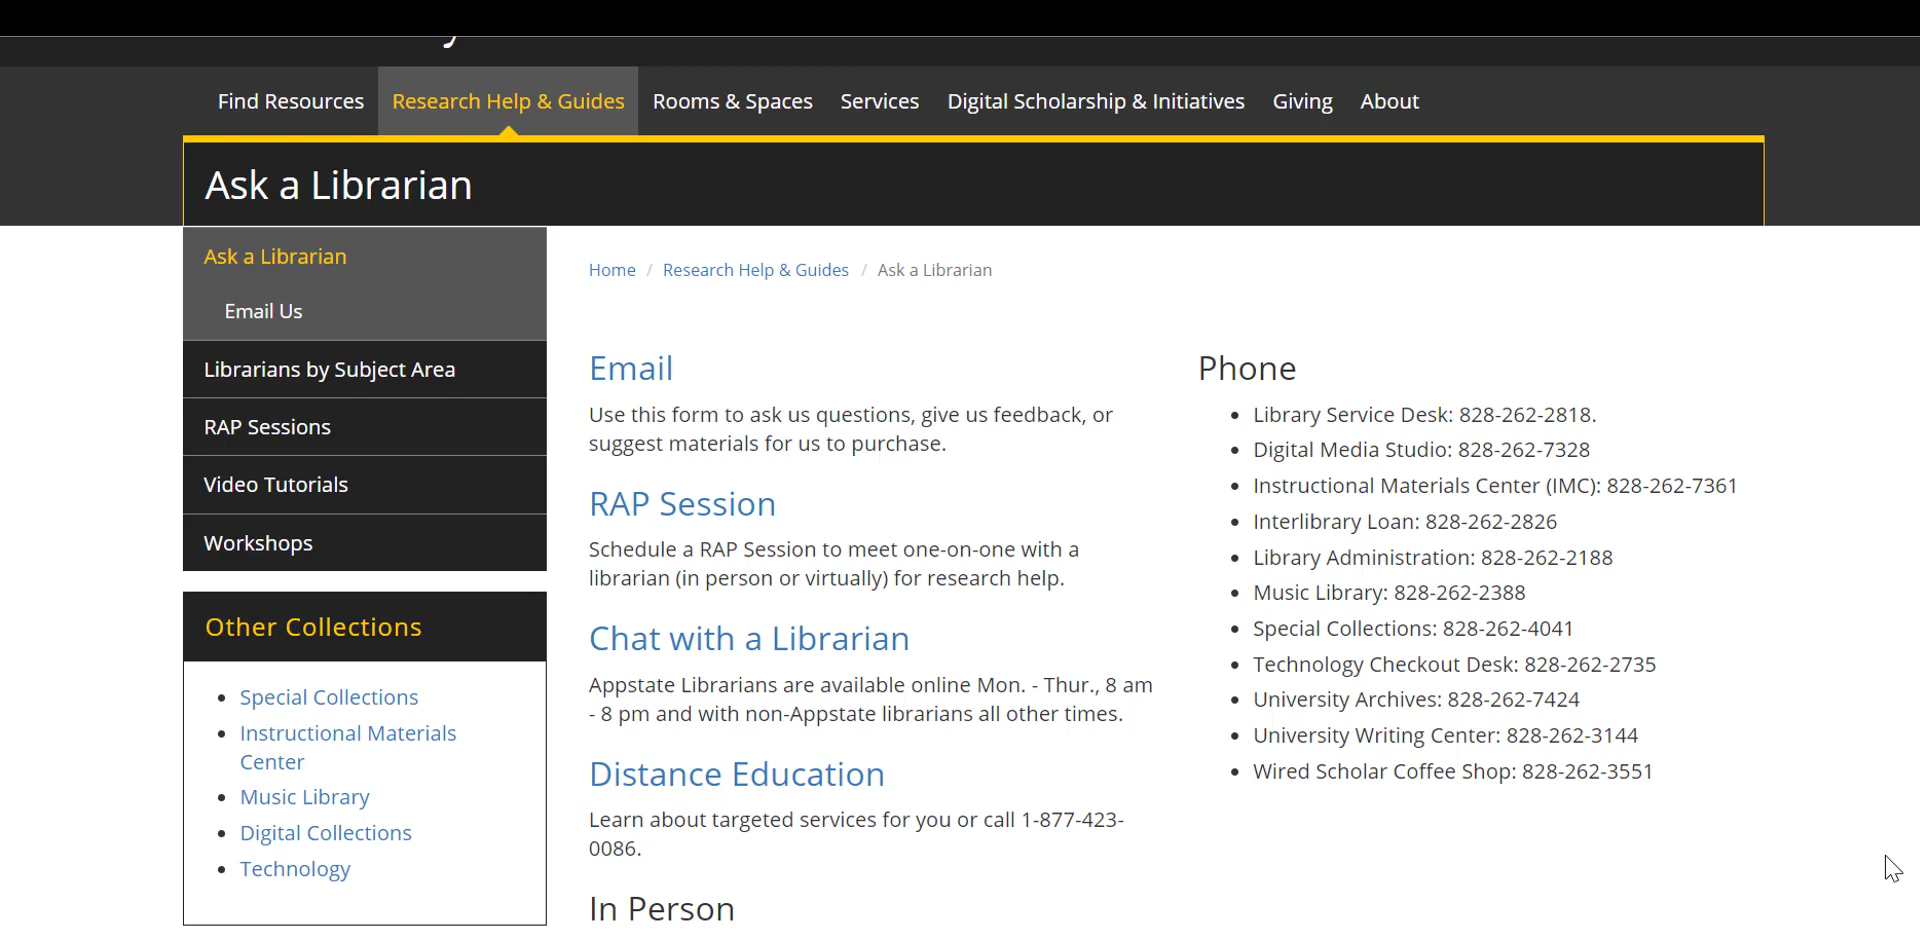 Find Resources
Research Help & Guides
Rooms & Spaces
Services
Digital Scholarship & Initiatives
Giving
About
Ask a Librarian
Ask a Librarian
Email Us
Librarians by Subject Area
RAP Sessions
Video Tutorials
Workshops
Other Collections
Special Collections
Instructional Materials
Center
Music Library
Digital Collections
Technology
Home / Research Help & Guides / Ask a Librarian
Email
Use this form to ask us questions, give us feedback, or
suggest materials for us to purchase.
RAP Session
Schedule a RAP Session to meet one-on-one with a
librarian (in person or virtually) for research help.
Chat with a Librarian
Appstate Librarians are available online Mon. - Thur., 8 am
- 8 pm and with non-Appstate librarians all other times.
Distance Education
Learn about targeted services for you or call 1-877-423-
0086.
In Person
Phone
Library Service Desk: 828-262-2818.
Digital Media Studio: 828-262-7328
Instructional Materials Center (IMC): 828-262-7361
Interlibrary Loan: 828-262-2826
Library Administration: 828-262-2188
Music Library: 828-262-2388
Special Collections: 828-262-4041
Technology Checkout Desk: 828-262-2735
University Archives: 828-262-7424
University Writing Center: 828-262-3144
Wired Scholar Coffee Shop: 828-262-3551